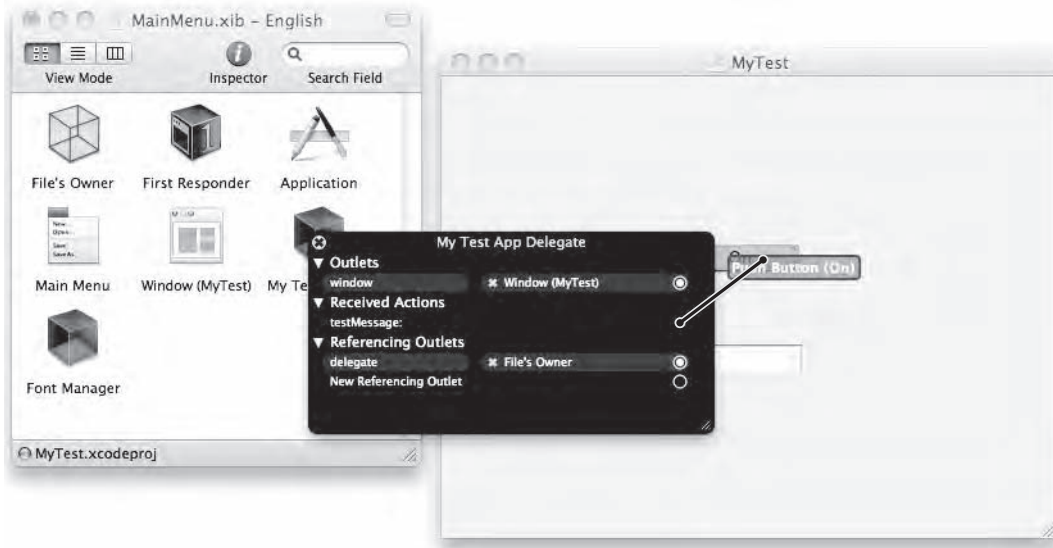 MainMenu.xib – English
View Mode
Inspector
Search Field
File's Owner
First Responder
Application
Main Menu
Window (MyTest)
My Te
Font Manager
MyTest.xcodeproj
MyTest
My Test App Delegate
Outlets
window
Window (MyTest)
Received Actions
testMessage:
Referencing Outlets
delegate
File's Owner
New Referencing Outlet
Push Button (On)